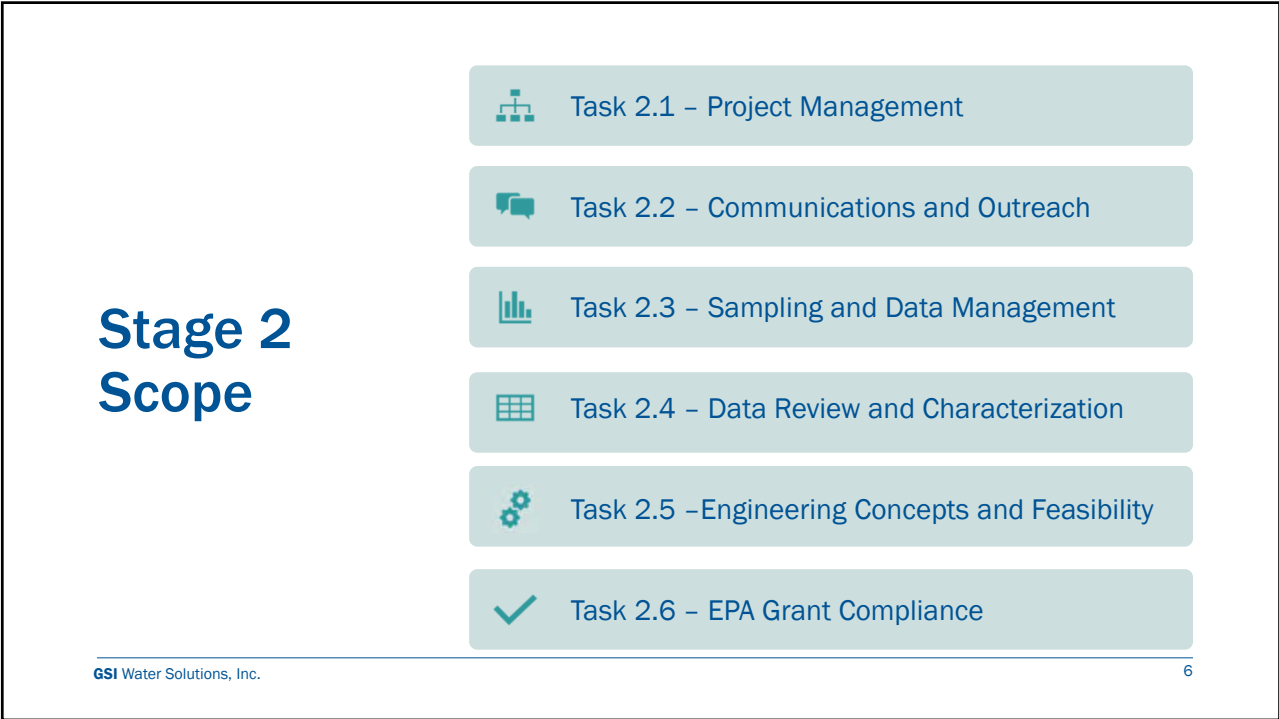 Stage 2
Scope
Task 2.1 – Project Management
Task 2.2 – Communications and Outreach
Task 2.3 – Sampling and Data Management
Task 2.4 – Data Review and Characterization
Task 2.5 –Engineering Concepts and Feasibility
Task 2.6 – EPA Grant Compliance
GSI Water Solutions, Inc.
6